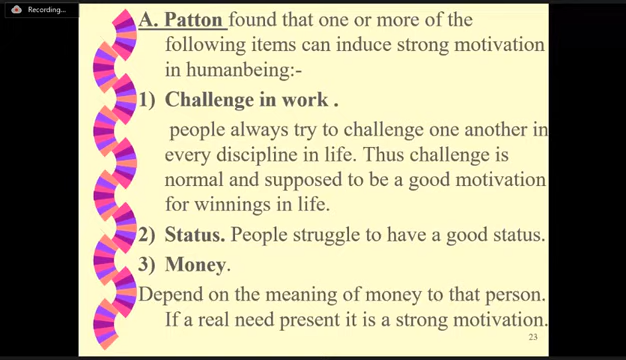 Recording...
A. Patton found that one or more of the
following items can induce strong motivation
in humanbeing:-
1) Challenge in work .
people always try to challenge one another in
every discipline in life. Thus challenge is
normal and supposed to be a good motivation
for winnings in life.
2) Status. People struggle to have a good status.
3) Money.
Depend on the meaning of money to that person.
If a real need present it is a strong motivation.
23